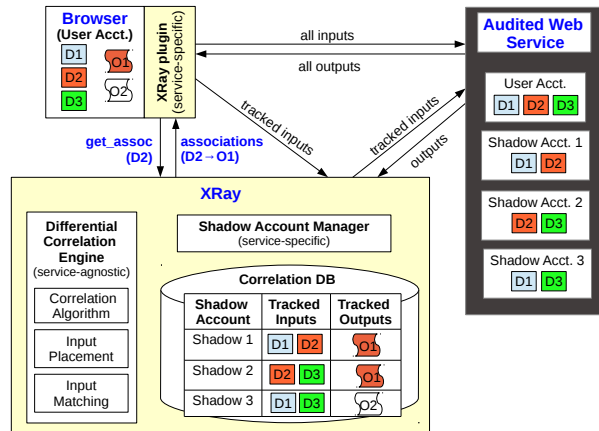 Browser
(User Acct.)
D1
D2
D3
O1
O2
XRay plugin
(service-specific)
all inputs
all outputs
tracked inputs
tracked inputs
outputs
get_assoc
(D2)
associations
(D2→O1)
Audited Web
Service
User Acct.
D1 D2 D3
Shadow Acct. 1
D1 D2
Shadow Acct. 2
D2 D3
Shadow Acct. 3
D1 D3
XRay
Differential
Correlation
Engine
(service-agnostic)
Correlation
Algorithm
Input
Placement
Input
Matching
Shadow Account Manager
(service-specific)
Correlation DB
Shadow Account Tracked Inputs Tracked Outputs
Shadow 1 D1 D2 O1
Shadow 2 D2 D3 O1
Shadow 3 D1 D3 O2